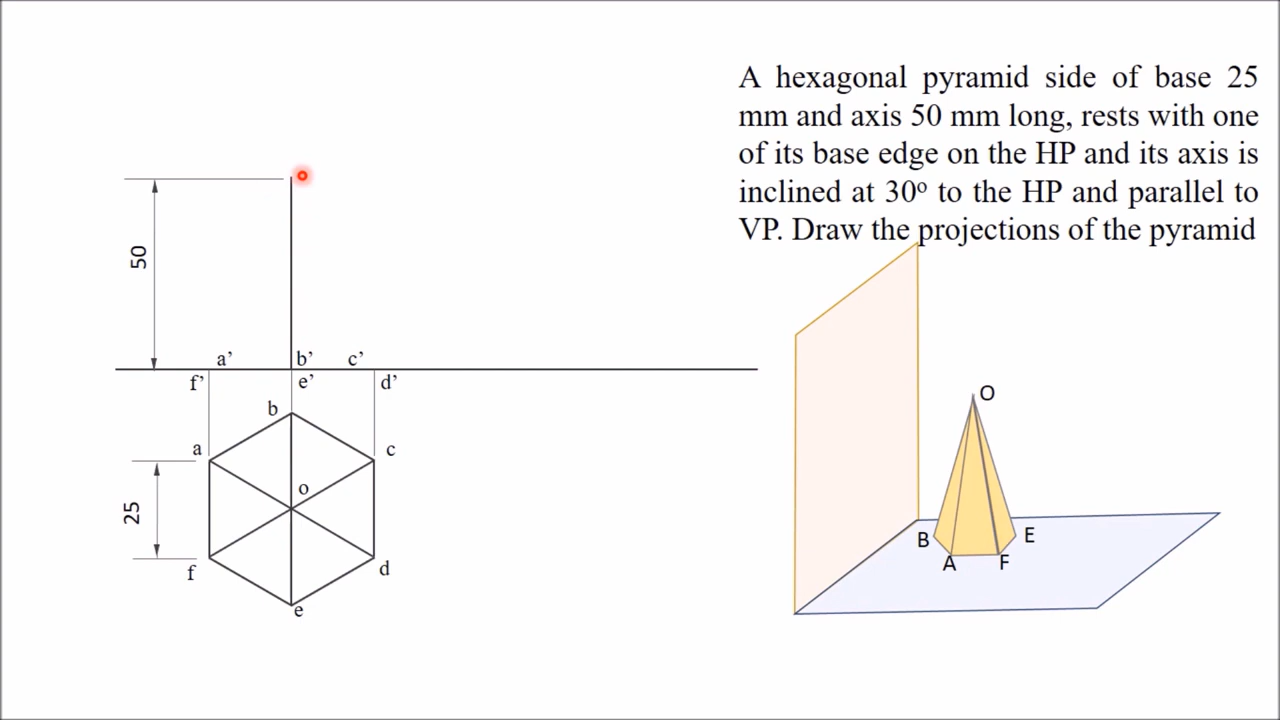 A hexagonal pyramid side of base 25
mm and axis 50 mm long, rests with one
of its base edge on the HP and its axis is
inclined at 30º to the HP and parallel to
VP. Draw the projections of the pyramid
50
a’ b’ c’
f’ e’ d’
b
a c
o
25
f d
e
O
B E
A F